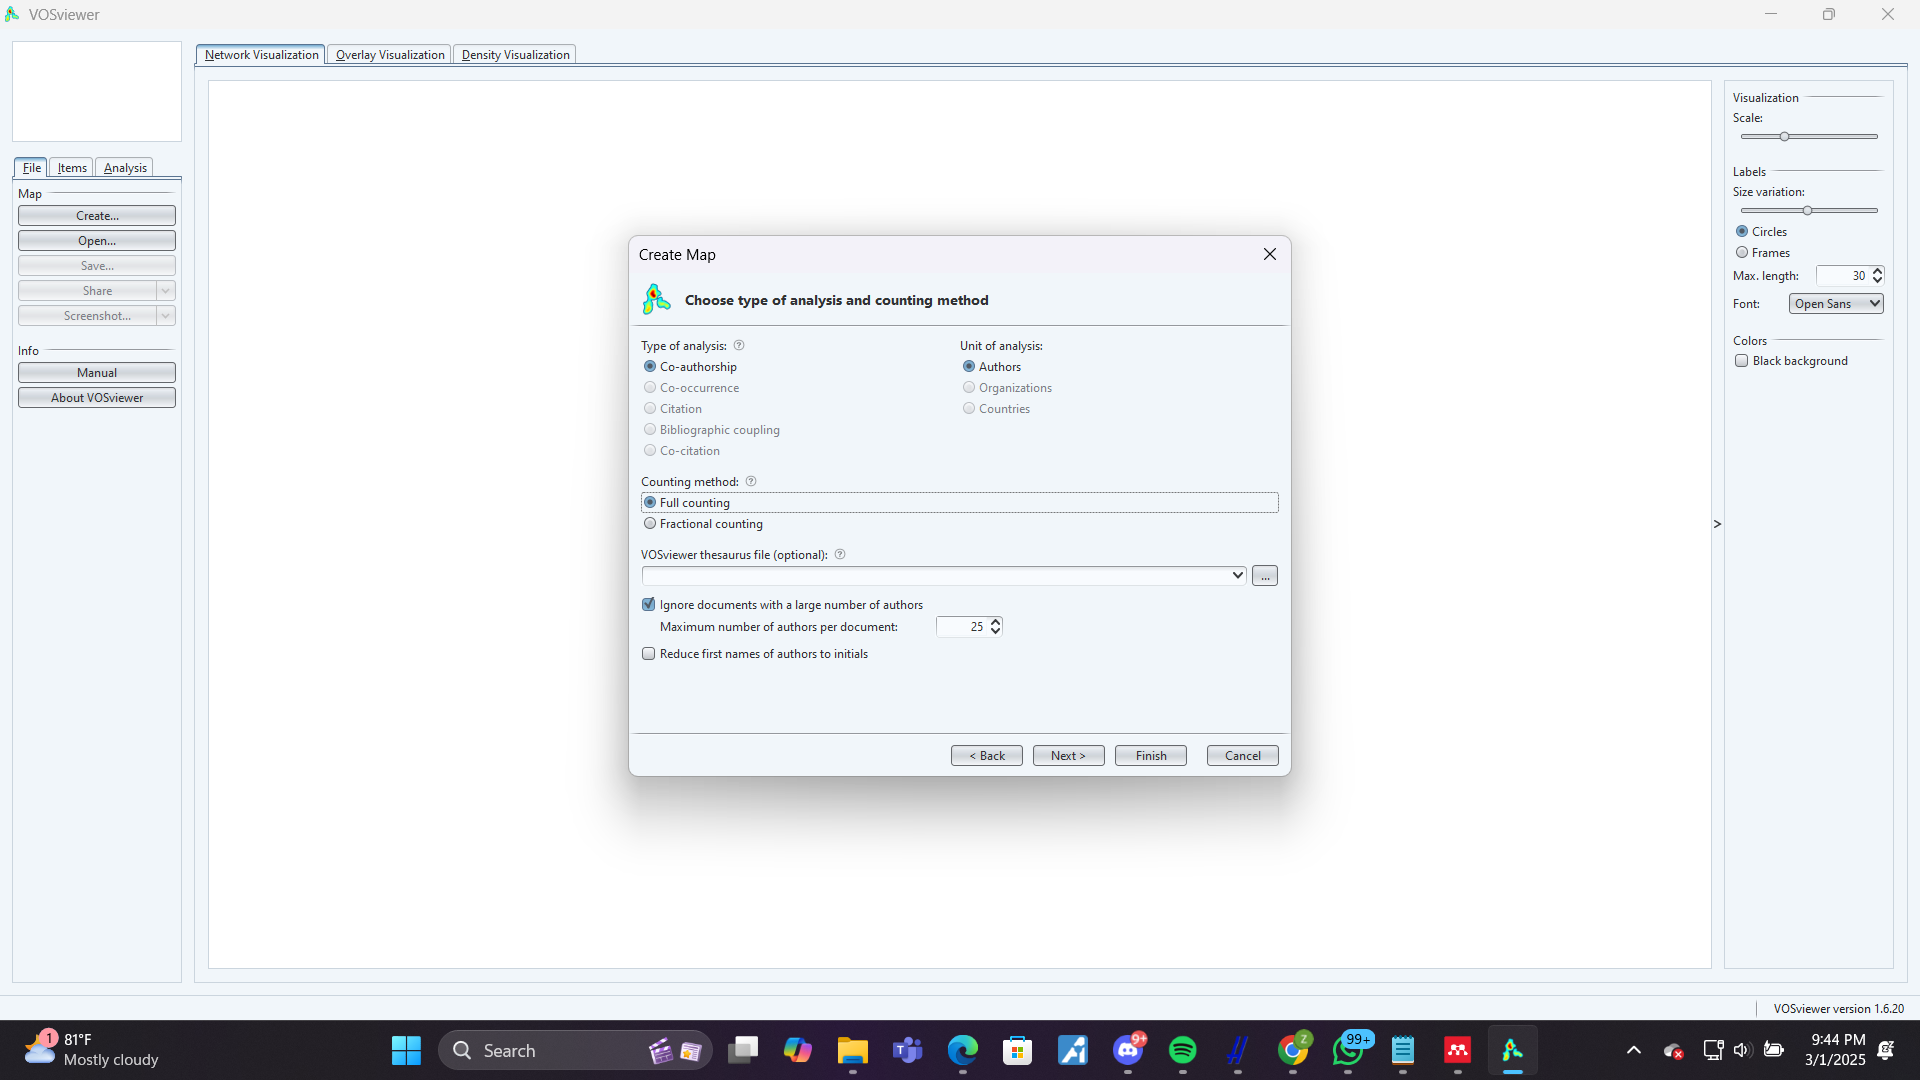 VOSviewer
Network Visualization
Overlay Visualization
Density Visualization
File
Items
Analysis
Map
Create...
Open...
Save...
Share
Screenshot...
Info
Manual
About VOSviewer
Create Map
Choose type of analysis and counting method
Type of analysis: ?
Co-authorship
Co-occurrence
Citation
Bibliographic coupling
Co-citation
Unit of analysis:
Authors
Organizations
Countries
Counting method: ?
Full counting
Fractional counting
VOSviewer thesaurus file (optional): ?
...
Ignore documents with a large number of authors
Maximum number of authors per document: 25
Reduce first names of authors to initials
< Back
Next >
Finish
Cancel
>
Visualization
Scale:
Labels
Size variation:
Circles
Frames
Max. length: 30
Font: Open Sans
Colors
Black background
VOSviewer version 1.6.20
1
81°F
Mostly cloudy
Search
9+
Z
99+
9:44 PM
3/1/2025